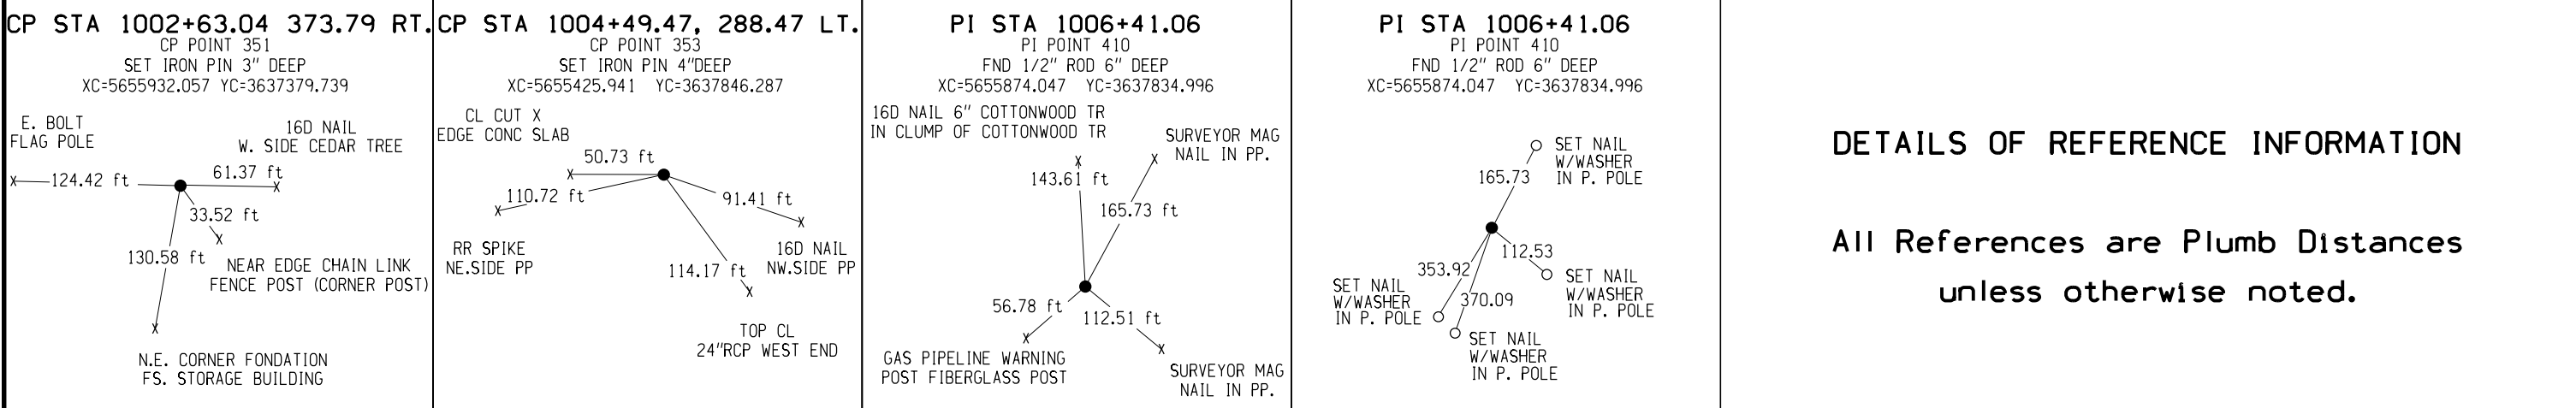 CP STA 1002+63.04 373.79 RT.
CP POINT 351
SET IRON PIN 3" DEEP
XC=5655932.057 YC=3637379.739
E. BOLT
FLAG POLE
16D NAIL
W. SIDE CEDAR TREE
61.37 ft
124.42 ft
33.52 ft
130.58 ft
NEAR EDGE CHAIN LINK
FENCE POST (CORNER POST)
N.E. CORNER FONDATION
FS. STORAGE BUILDING
CP STA 1004+49.47, 288.47 LT.
CP POINT 353
SET IRON PIN 4"DEEP
XC=5655425.941 YC=3637846.287
CL CUT X
EDGE CONC SLAB
50.73 ft
110.72 ft
91.41 ft
RR SPIKE
NE.SIDE PP
16D NAIL
NW.SIDE PP
114.17 ft
TOP CL
24"RCP WEST END
PI STA 1006+41.06
PI POINT 410
FND 1/2" ROD 6" DEEP
XC=5655874.047 YC=3637834.996
16D NAIL 6" COTTONWOOD TR
IN CLUMP OF COTTONWOOD TR
SURVEYOR MAG
NAIL IN PP.
143.61 ft
165.73 ft
56.78 ft
112.51 ft
GAS PIPELINE WARNING
POST FIBERGLASS POST
SURVEYOR MAG
NAIL IN PP.
PI STA 1006+41.06
PI POINT 410
FND 1/2" ROD 6" DEEP
XC=5655874.047 YC=3637834.996
SET NAIL
W/WASHER
IN P. POLE
165.73
112.53
353.92
370.09
SET NAIL
W/WASHER
IN P. POLE
SET NAIL
W/WASHER
IN P. POLE
SET NAIL
W/WASHER
IN P. POLE
DETAILS OF REFERENCE INFORMATION
All References are Plumb Distances
unless otherwise noted.